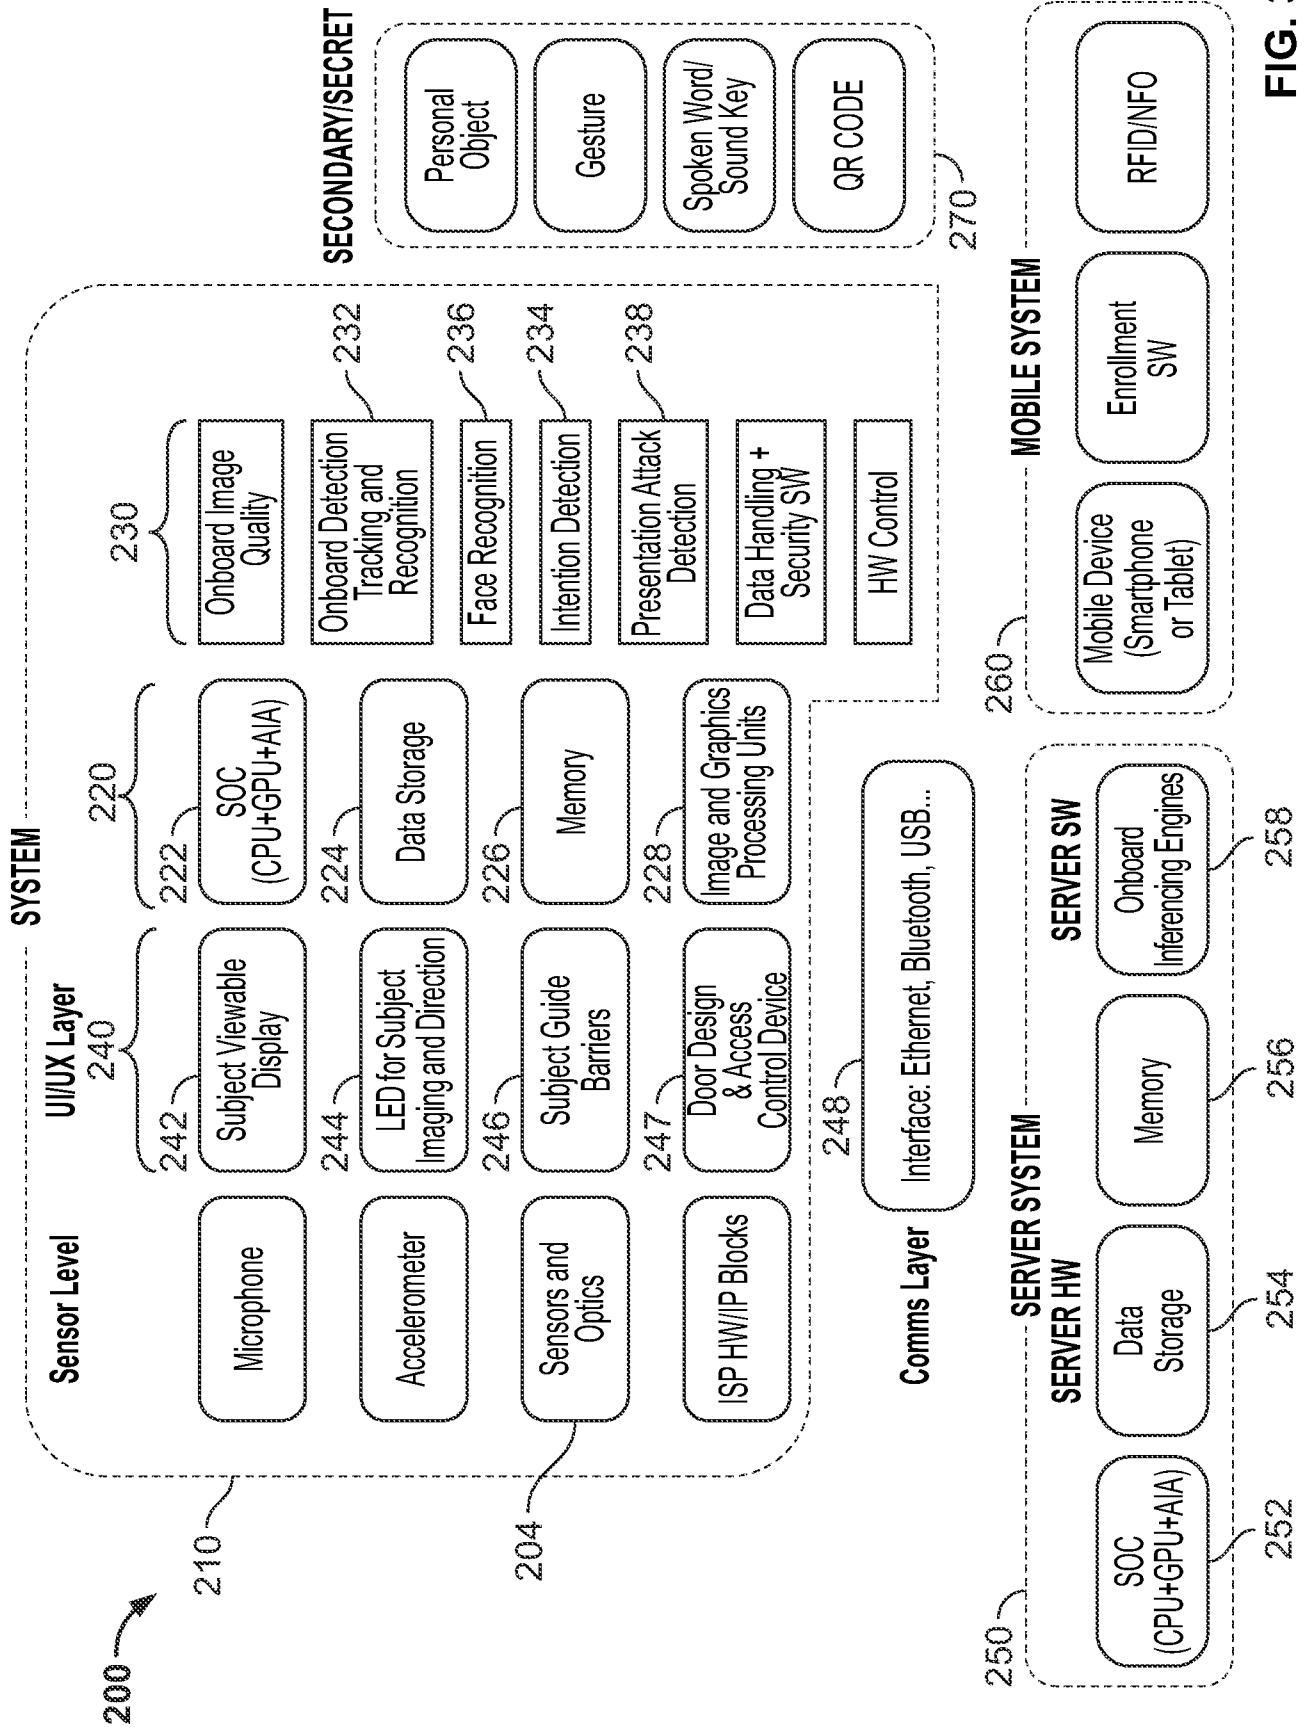 200
210
SYSTEM
Sensor Level
Microphone
Accelerometer
204
Sensors and
Optics
ISP HW/IP Blocks
UI/UX Layer
240
242
Subject Viewable
Display
244
LED for Subject
Imaging and Direction
246
Subject Guide
Barriers
247
Door Design
& Access
Control Device
220
222
SOC
(CPU+GPU+AIA)
224
Data Storage
226
Memory
228
Image and Graphics
Processing Units
230
Onboard Image
Quality
Onboard Detection
Tracking and
Recognition
232
Face Recognition
236
Intention Detection
234
Presentation Attack
Detection
238
Data Handling +
Security SW
HW Control
SECONDARY/SECRET
Personal
Object
Gesture
Spoken Word/
Sound Key
QR CODE
270
Comms Layer
248
Interface: Ethernet, Bluetooth, USB...
250
SERVER SYSTEM
SERVER HW
SERVER SW
SOC
(CPU+GPU+AIA)
252
Data
Storage
254
Memory
256
Onboard
Inferencing Engines
258
260
MOBILE SYSTEM
Mobile Device
(Smartphone
or Tablet)
Enrollment
SW
RFID/NFO
FIG.